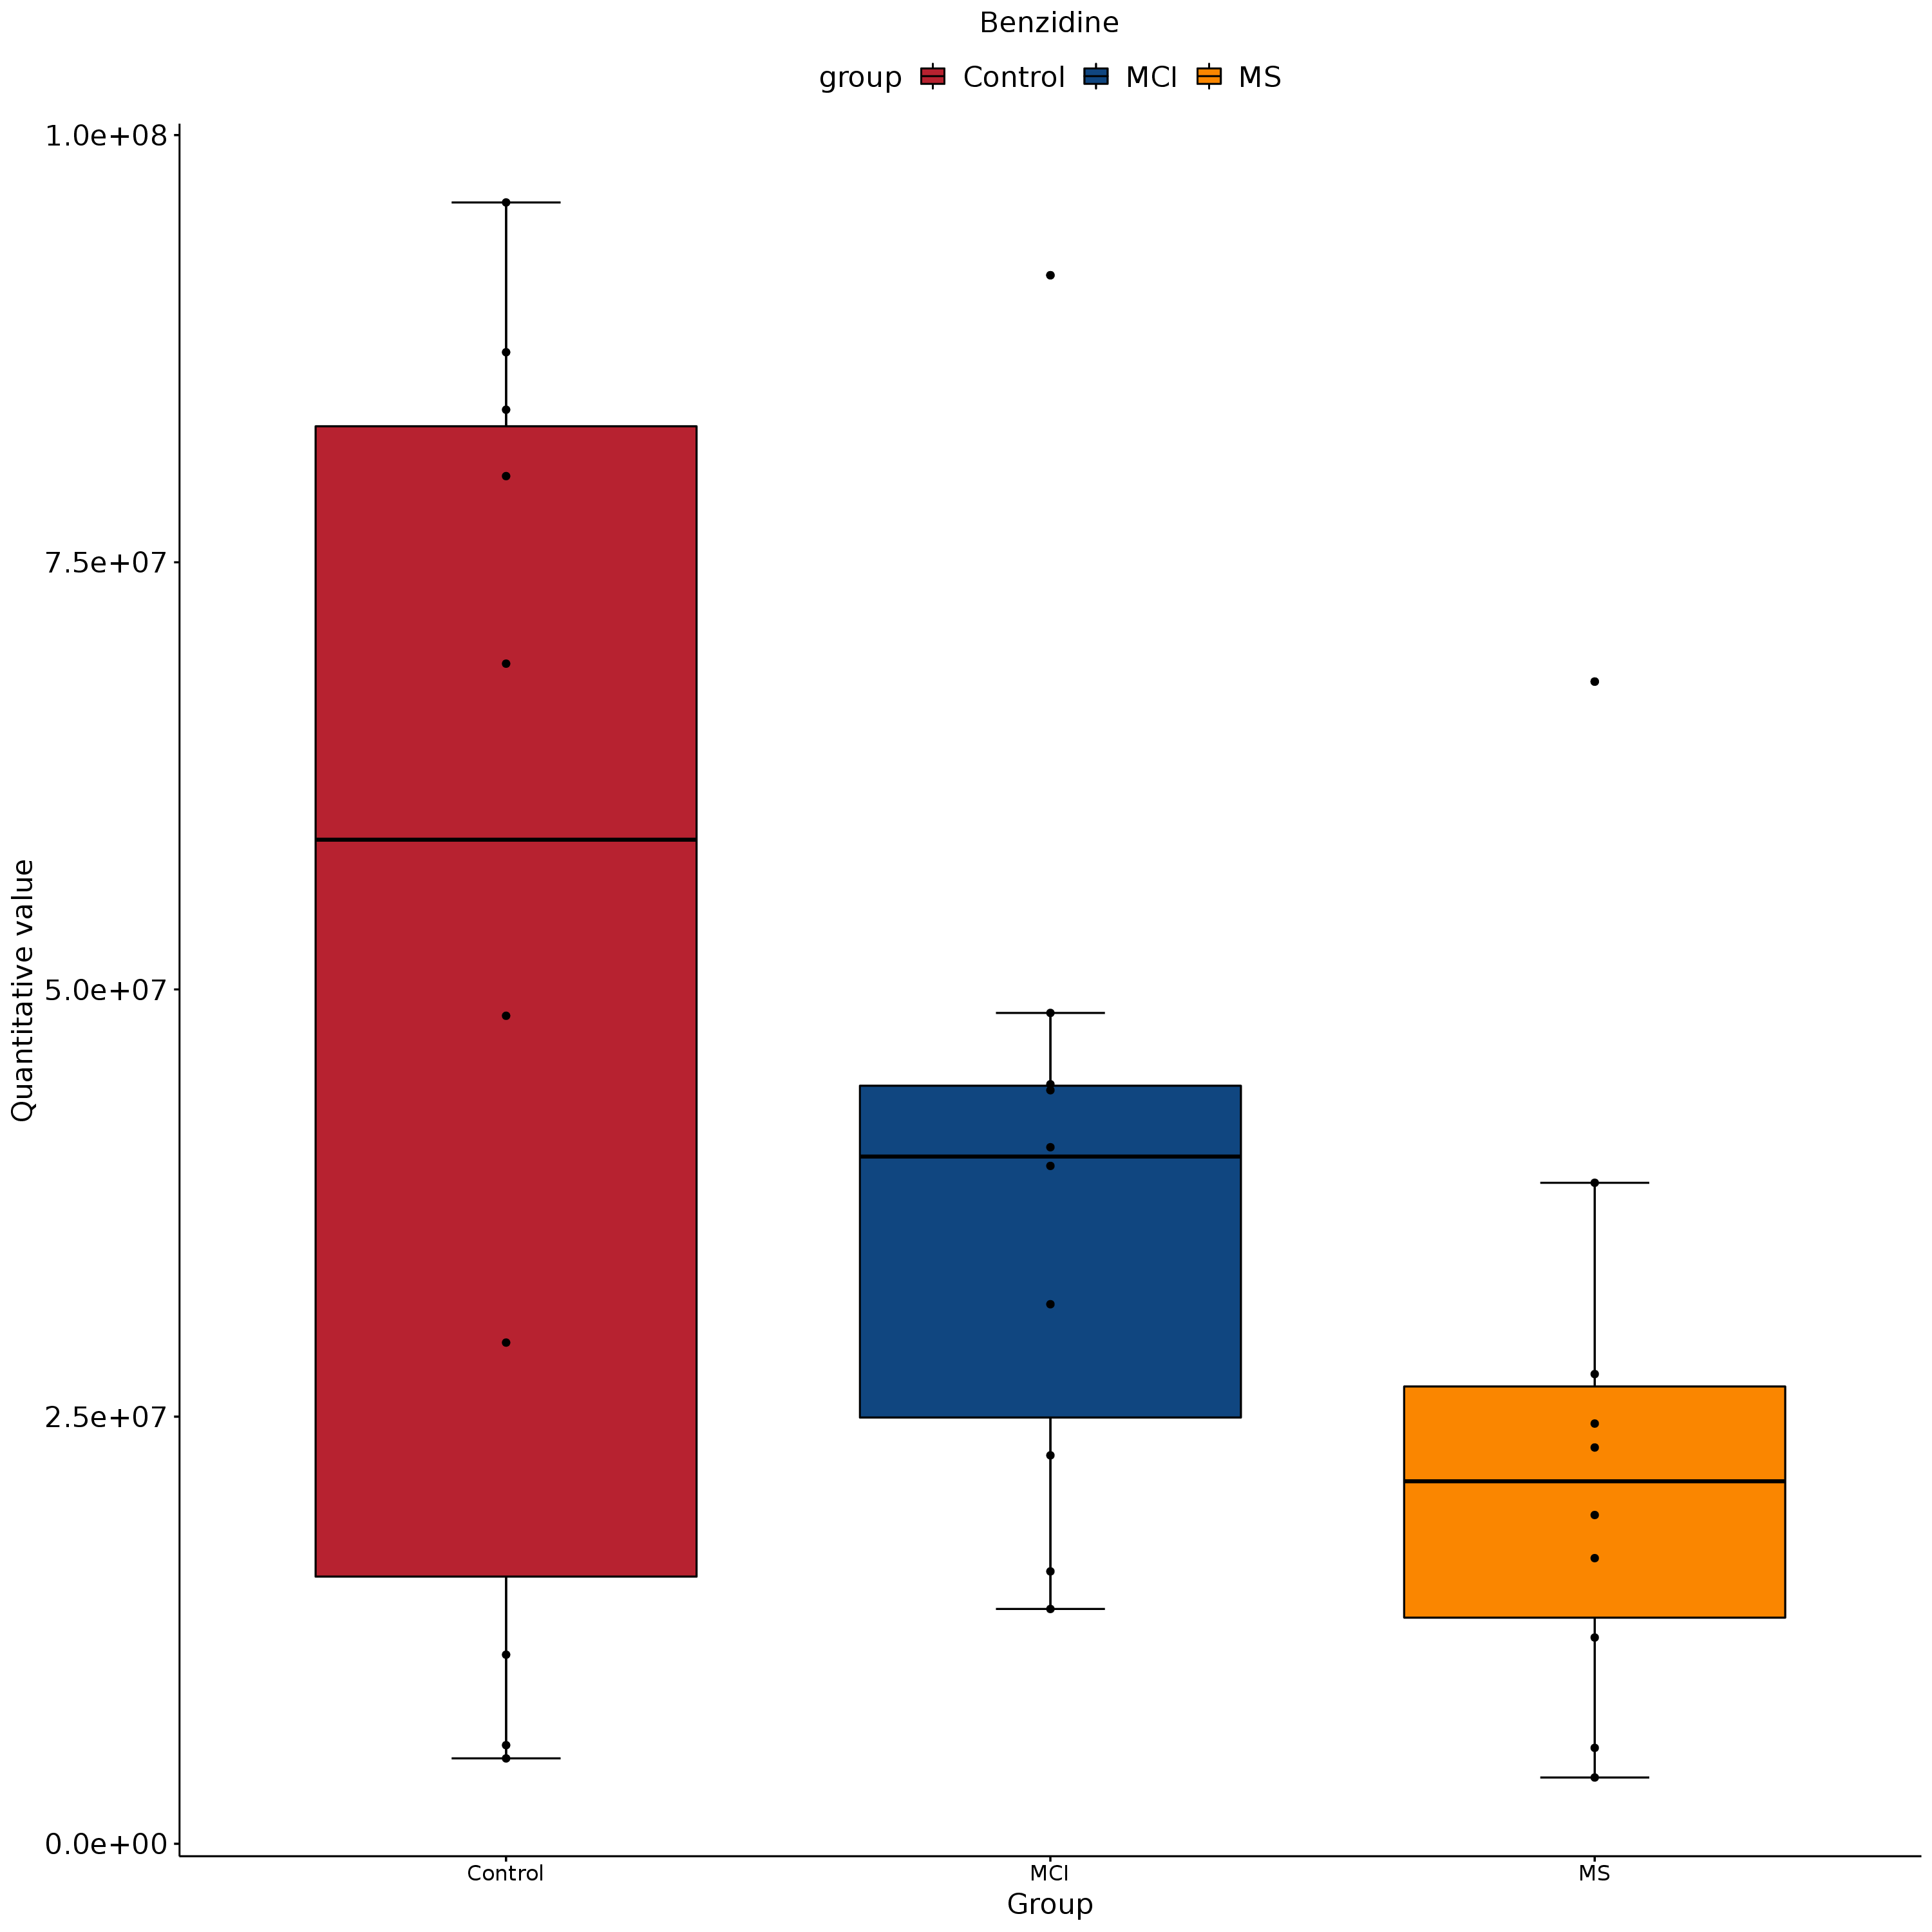 Benzidine
group Control MCI MS
1.0e+08
7.5e+07
5.0e+07
2.5e+07
0.0e+00
Quantitative value
Control MCI MS
Group